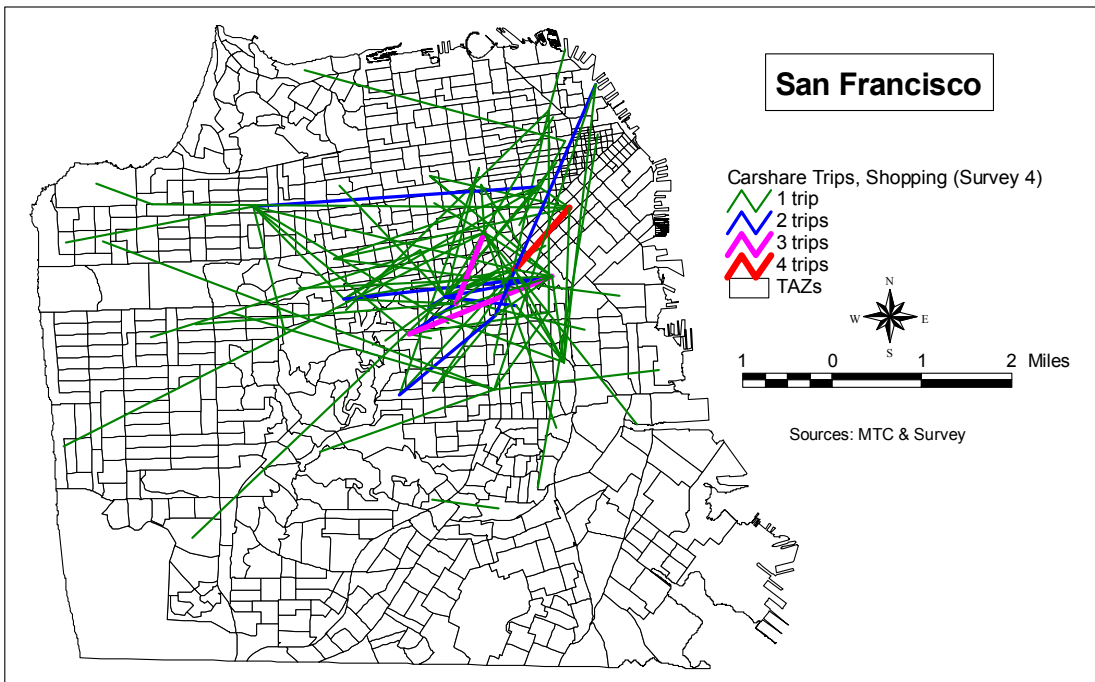 San Francisco
Carshare Trips, Shopping (Survey 4)
1 trip
2 trips
3 trips
4 trips
TAZs
N
W E
S
1 0 1 2 Miles
Sources: MTC & Survey